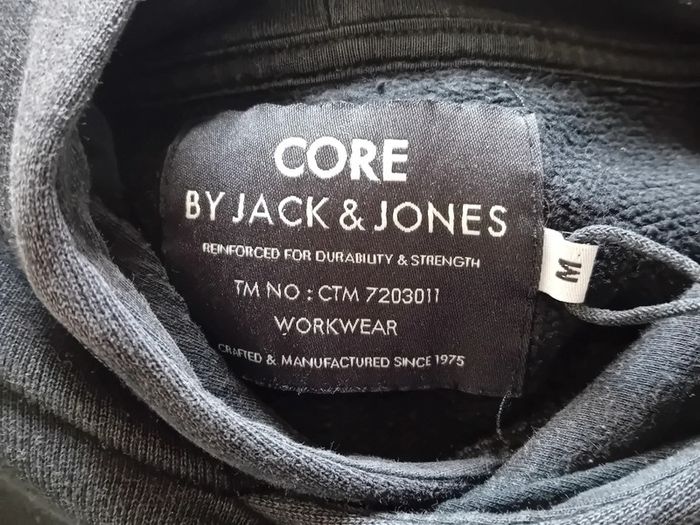 CORE
BY JACK & JONES
REINFORCED FOR DURABILITY & STRENGTH
TM NO : CTM 7203011
WORKWEAR
CRAFTED & MANUFACTURED SINCE 1975
M